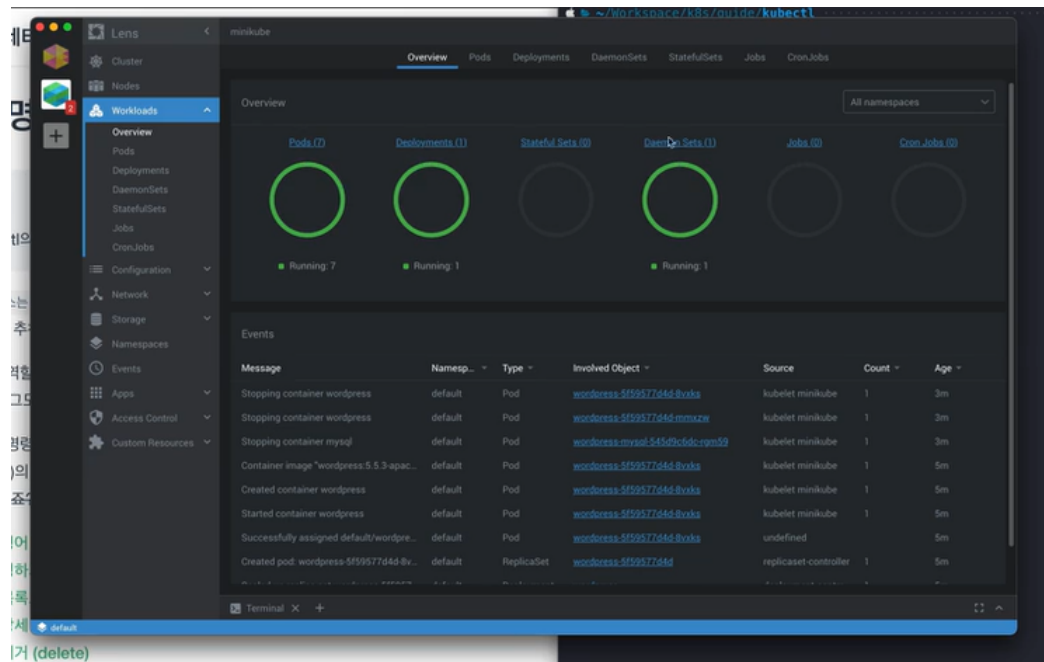 ~/Workspace/k8s/guide/kubectl
Lens
minikube
Cluster
Nodes
Workloads
Overview
Pods
Deployments
DaemonSets
StatefulSets
Jobs
CronJobs
Configuration
Network
Storage
Namespaces
Events
Apps
Access Control
Custom Resources
2
Overview Pods Deployments DaemonSets StatefulSets Jobs CronJobs
Overview
All namespaces
Pods (7) Deployments (1) Stateful Sets (0) Daemon Sets (1) Jobs (0) Cron Jobs (0)
Running: 7 Running: 1 Running: 1
Events
Message Namesp... Type Involved Object Source Count Age
Stopping container wordpress default Pod wordpress-5f59577d4d-8vxks kubelet minikube 1 3m
Stopping container wordpress default Pod wordpress-5f59577d4d-mmxzw kubelet minikube 1 3m
Stopping container mysql default Pod wordpress-mysql-545d9c6dc-rgm59 kubelet minikube 1 3m
Container image "wordpress:5.5.3-apac... default Pod wordpress-5f59577d4d-8vxks kubelet minikube 1 5m
Created container wordpress default Pod wordpress-5f59577d4d-8vxks kubelet minikube 1 5m
Started container wordpress default Pod wordpress-5f59577d4d-8vxks kubelet minikube 1 5m
Successfully assigned default/wordpre... default Pod wordpress-5f59577d4d-8vxks undefined 5m
Created pod: wordpress-5f59577d4d-8v... default ReplicaSet wordpress-5f59577d4d replicaset-controller 1 5m
Terminal
default
거 (delete)